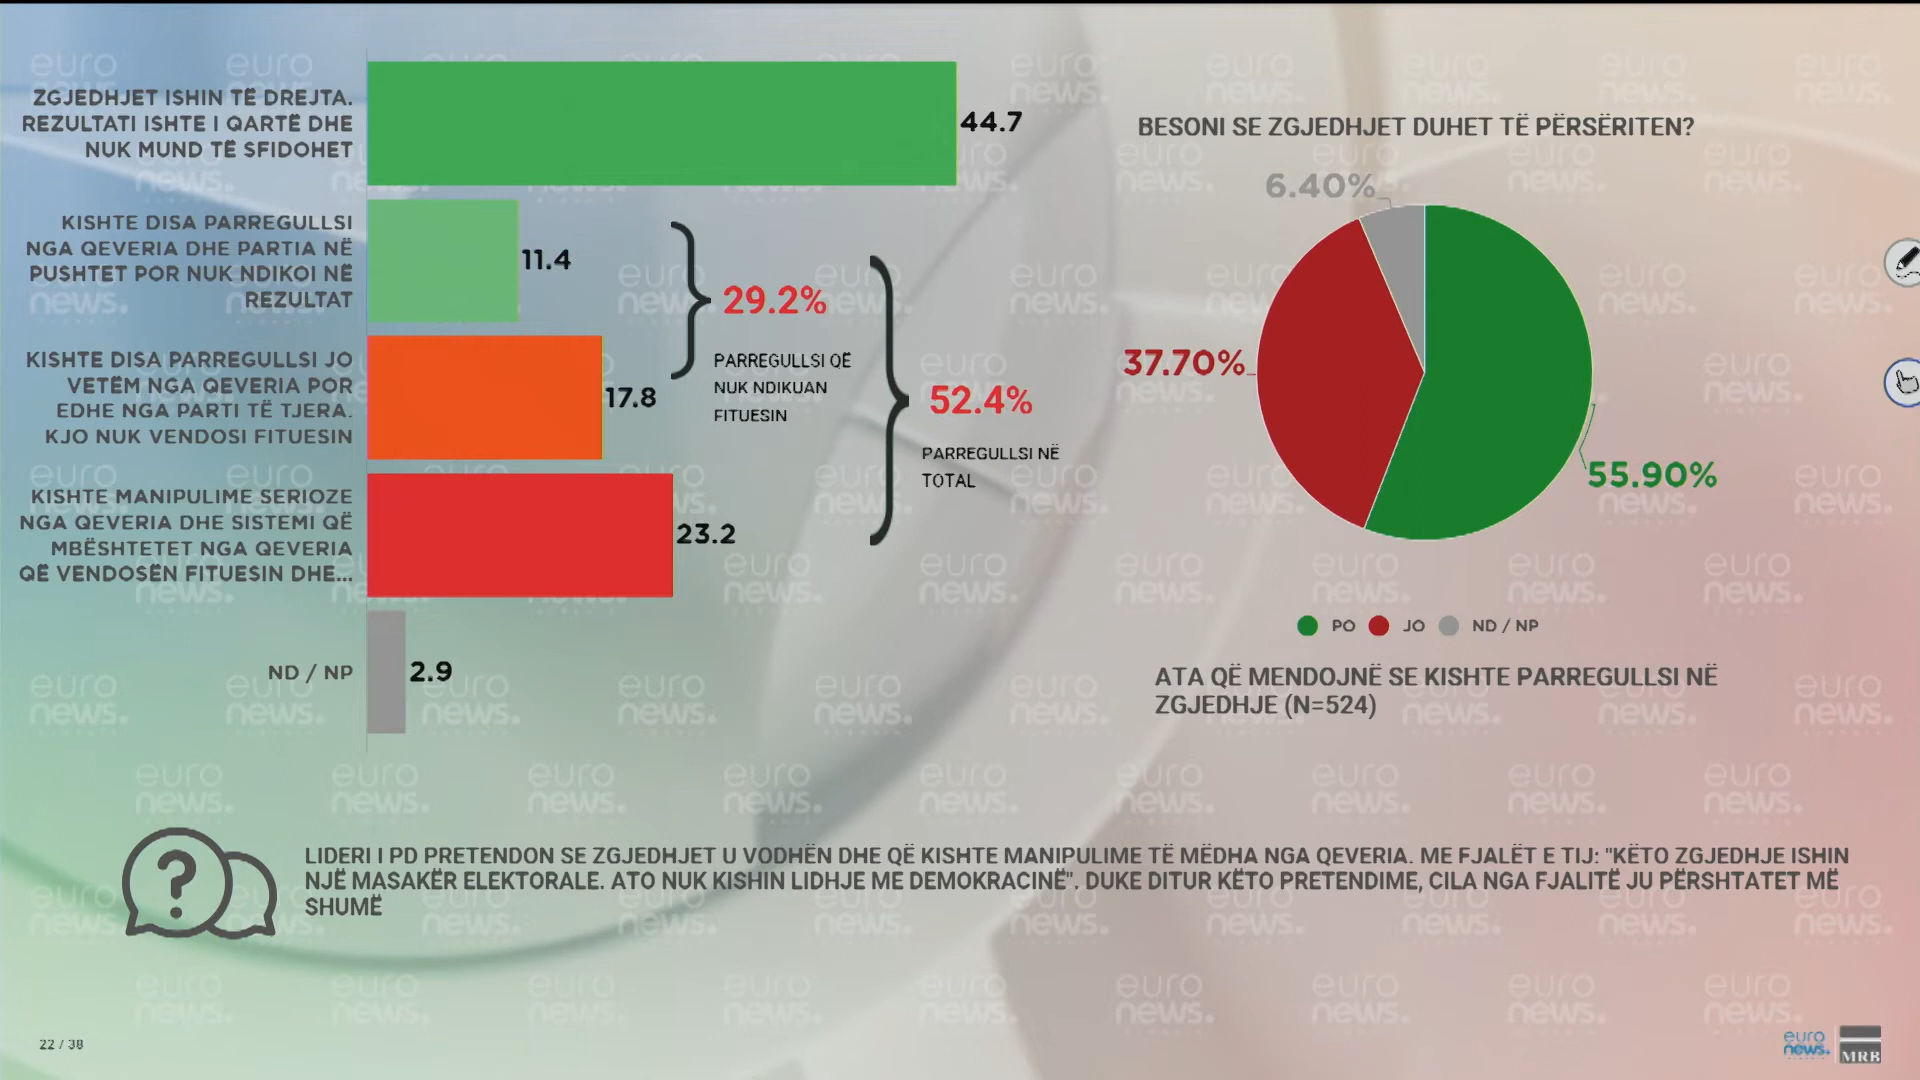 ZGJEDHJET ISHIN TË DREJTA.
REZULTATI ISHTE I QARTË DHE
NUK MUND TË SFIDOHET
44.7
KISHTE DISA PARREGULLSI
NGA QEVERIA DHE PARTIA NË
PUSHTET POR NUK NDIKOI NË
REZULTAT
11.4
KISHTE DISA PARREGULLSI JO
VETËM NGA QEVERIA POR
EDHE NGA PARTI TË TJERA.
KJO NUK VENDOSI FITUESIN
17.8
KISHTE MANIPULIME SERIOZE
NGA QEVERIA DHE SISTEMI QË
MBËSHTETET NGA QEVERIA
QË VENDOSËN FITUESIN DHE...
23.2
ND / NP
2.9
29.2%
PARREGULLSI QË
NUK NDIKUAN
FITUESIN
52.4%
PARREGULLSI NË
TOTAL
BESONI SE ZGJEDHJET DUHET TË PËRSËRITEN?
6.40%
37.70%
55.90%
PO JO ND / NP
ATA QË MENDOJNË SE KISHTE PARREGULLSI NË
ZGJEDHJE (N=524)
?
LIDERI I PD PRETENDON SE ZGJEDHJET U VODHËN DHE QË KISHTE MANIPULIME TË MËDHA NGA QEVERIA. ME FJALËT E TIJ: "KËTO ZGJEDHJE ISHIN
NJË MASAKËR ELEKTORALE. ATO NUK KISHIN LIDHJE ME DEMOKRACINË". DUKE DITUR KËTO PRETENDIME, CILA NGA FJALITË JU PËRSHTATET MË
SHUMË
22 / 38
euro
news.
MRB